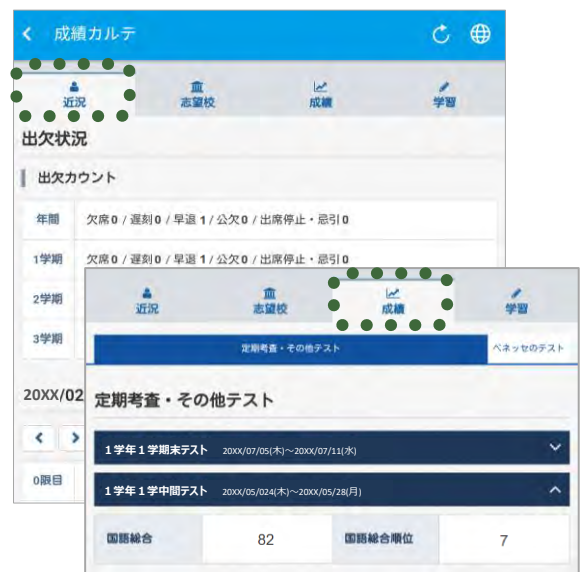 成績カルテ
近況 志望校 成績 学習
出欠状況
出欠カウント
年間 欠席0 / 遅刻0 / 早退1 / 公欠0 / 出席停止・忌引0
1学期 欠席0 / 遅刻0 / 早退1 / 公欠0 / 出席停止・忌引0
2学期
3学期
20XX/02
0限目
近況 志望校 成績 学習
定期考査・その他テスト ベネッセのテスト
定期考査・その他テスト
1学年1学期末テスト 20XX/07/05(木)～20XX/07/11(水)
1学年1学中間テスト 20XX/05/024(木)～20XX/05/28(月)
国語総合 82 国語総合順位 7